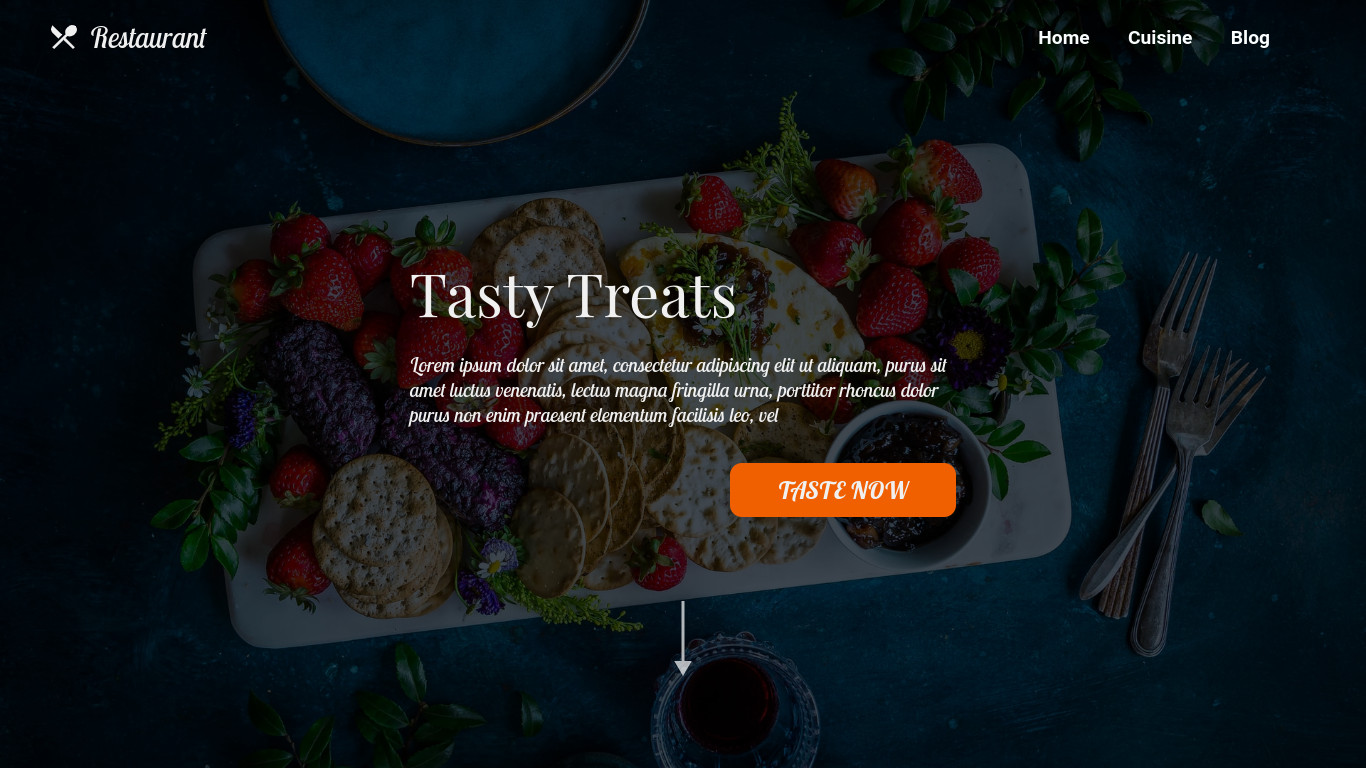 Restaurant
Home Cuisine Blog
Tasty Treats
Lorem ipsum dolor sit amet, consectetur adipiscing elit ut aliquam, purus sit
amet luctus venenatis, lectus magna fringilla urna, porttitor rhoncus dolor
purus non enim praesent elementum facilisis leo, vel
TASTE NOW